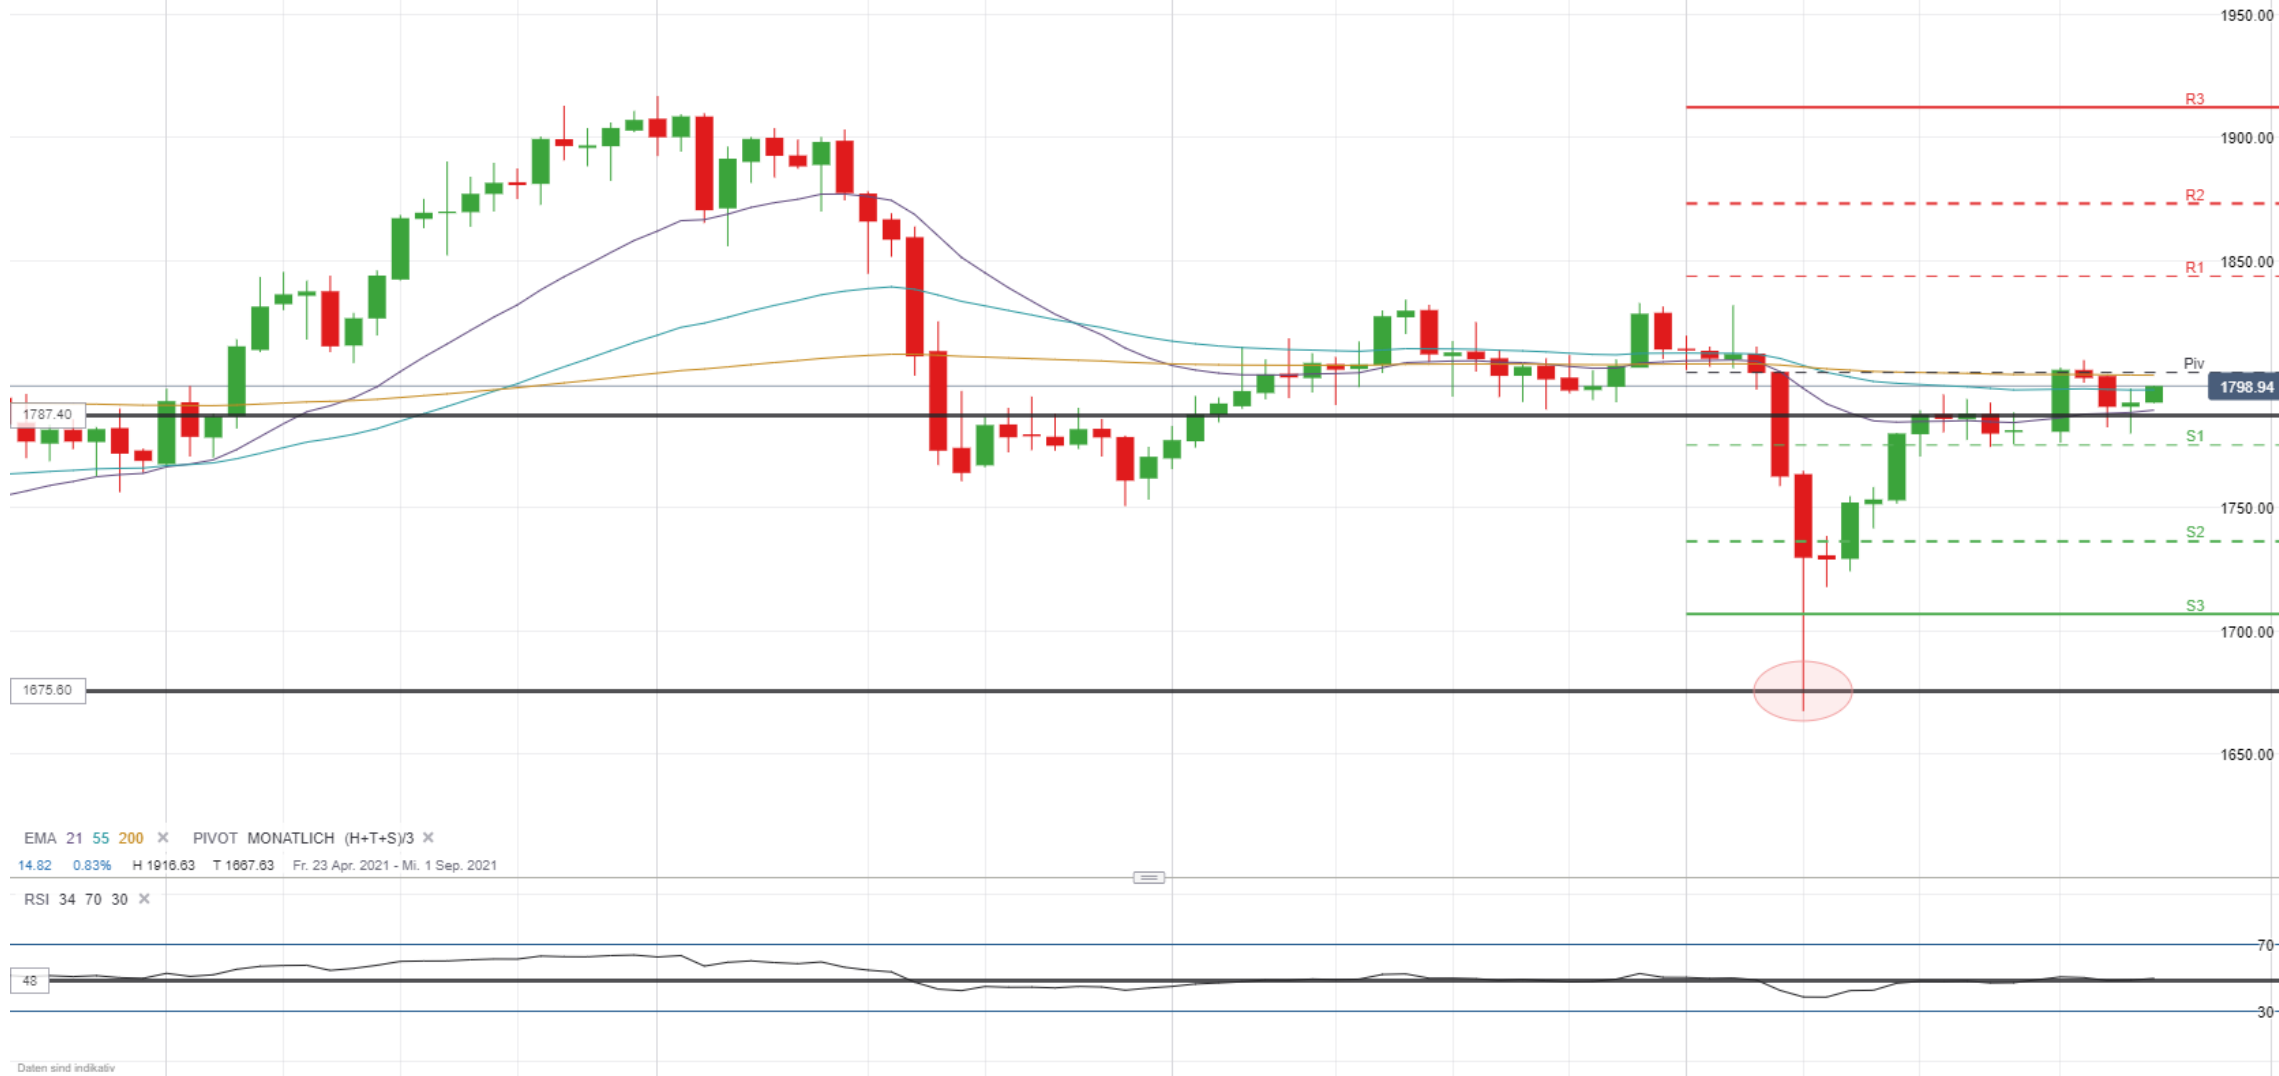 1950.00
R3
1900.00
R2
1850.00
R1
Piv
1798.94
1787.40
S1
1750.00
S2
S3
1700.00
1675.60
1650.00
EMA 21 55 200 ✕ PIVOT MONATLICH (H+T+S)/3 ✕
14.82 0.83% H 1916.63 T 1667.63 Fr. 23 Apr. 2021 - Mi. 1 Sep. 2021
RSI 34 70 30 ✕
70
48
30
Daten sind indikativ